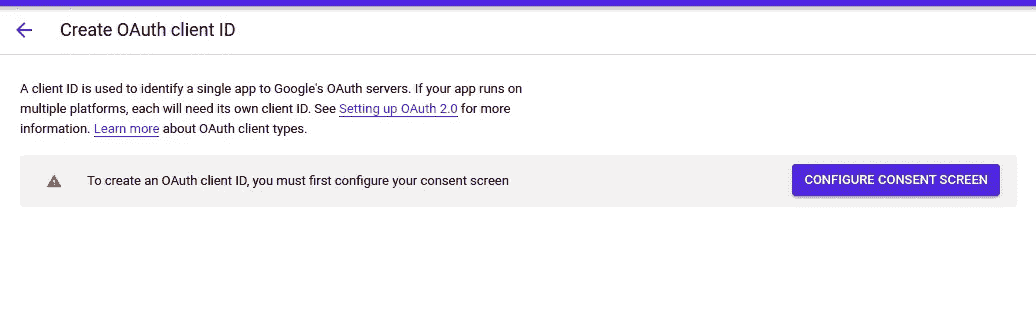 Create OAuth client ID
A client ID is used to identify a single app to Google's OAuth servers. If your app runs on
multiple platforms, each will need its own client ID. See Setting up OAuth 2.0 for more
information. Learn more about OAuth client types.
To create an OAuth client ID, you must first configure your consent screen
CONFIGURE CONSENT SCREEN